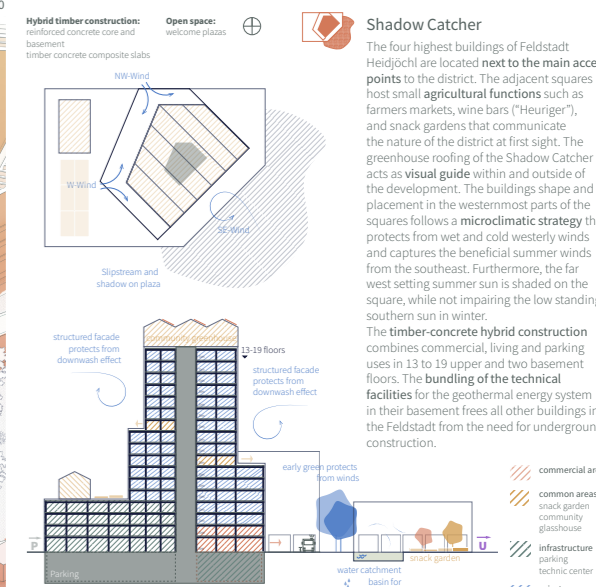 Hybrid timber construction:
reinforced concrete core and
basement
timber concrete composite slabs
Open space:
welcome plazas
NW-Wind
W-Wind
SE-Wind
Slipstream and
shadow on plaza
structured facade
protects from
downwash effect
community greenhouse
13-19 floors
structured facade
protects from
downwash effect
early green protects
from winds
P
Parking
snack garden
U
water catchment
basin for
Shadow Catcher
The four highest buildings of Feldstadt
Heidjöchl are located next to the main acce
points to the district. The adjacent squares
host small agricultural functions such as
farmers markets, wine bars (“Heuriger”),
and snack gardens that communicate
the nature of the district at first sight. The
greenhouse roofing of the Shadow Catcher
acts as visual guide within and outside of
the development. The buildings shape and
placement in the westernmost parts of the
squares follows a microclimatic strategy th
protects from wet and cold westerly winds
and captures the beneficial summer winds
from the southeast. Furthermore, the far
west setting summer sun is shaded on the
square, while not impairing the low standing
southern sun in winter.
The timber-concrete hybrid construction
combines commercial, living and parking
uses in 13 to 19 upper and two basement
floors. The bundling of the technical
facilities for the geothermal energy system
in their basement frees all other buildings in
the Feldstadt from the need for undergroun
construction.
commercial are
common areas
snack garden
community
glasshouse
infrastructure
parking
technic center